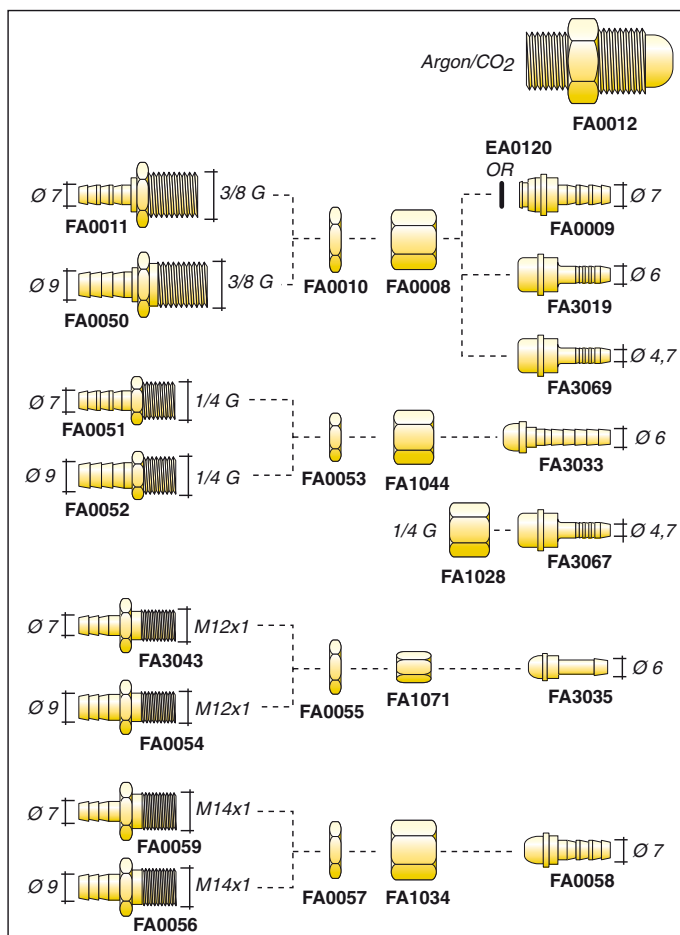 Argon/CO2
FA0012
EA0120
OR
Ø 7
FA0011
3/8 G
FA0009
Ø 7
Ø 9
FA0050
3/8 G
FA0010
FA0008
FA3019
Ø 6
FA3069
Ø 4,7
Ø 7
FA0051
1/4 G
Ø 9
FA0052
1/4 G
FA0053
FA1044
FA3033
Ø 6
1/4 G
FA1028
FA3067
Ø 4,7
Ø 7
FA3043
M12x1
Ø 9
FA0054
M12x1
FA0055
FA1071
FA3035
Ø 6
Ø 7
FA0059
M14x1
Ø 9
FA0056
M14x1
FA0057
FA1034
FA0058
Ø 7